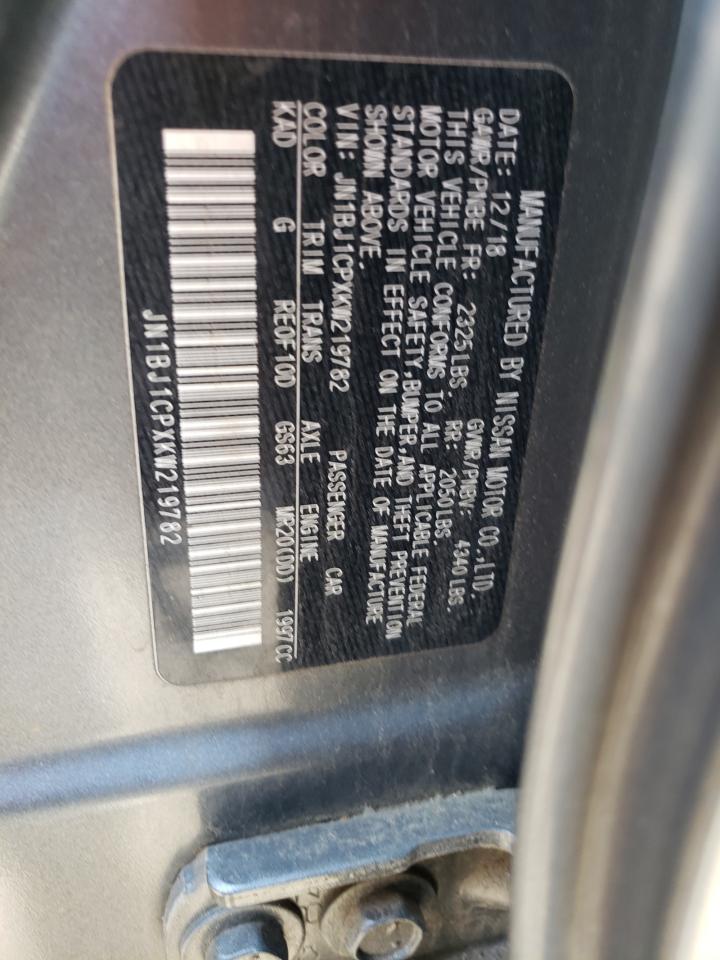 MANUFACTURED BY NISSAN MOTOR CO.,LTD.
DATE: 12/18 GVWR/PNBV: 4340LBS
GAWR/PNBE FR: 2325LBS. RR: 2050LBS.
THIS VEHICLE CONFORMS TO ALL APPLICABLE FEDERAL
MOTOR VEHICLE SAFETY,BUMPER,AND THEFT PREVENTION
STANDARDS IN EFFECT ON THE DATE OF MANUFACTURE
SHOWN ABOVE.
VIN: JN1BJ1CPXKW219782 PASSENGER CAR
COLOR TRIM TRANS AXLE ENGINE
KAD G RE0F10D GS63 MR20(DD) 1997CC
JN1BJ1CPXKW219782